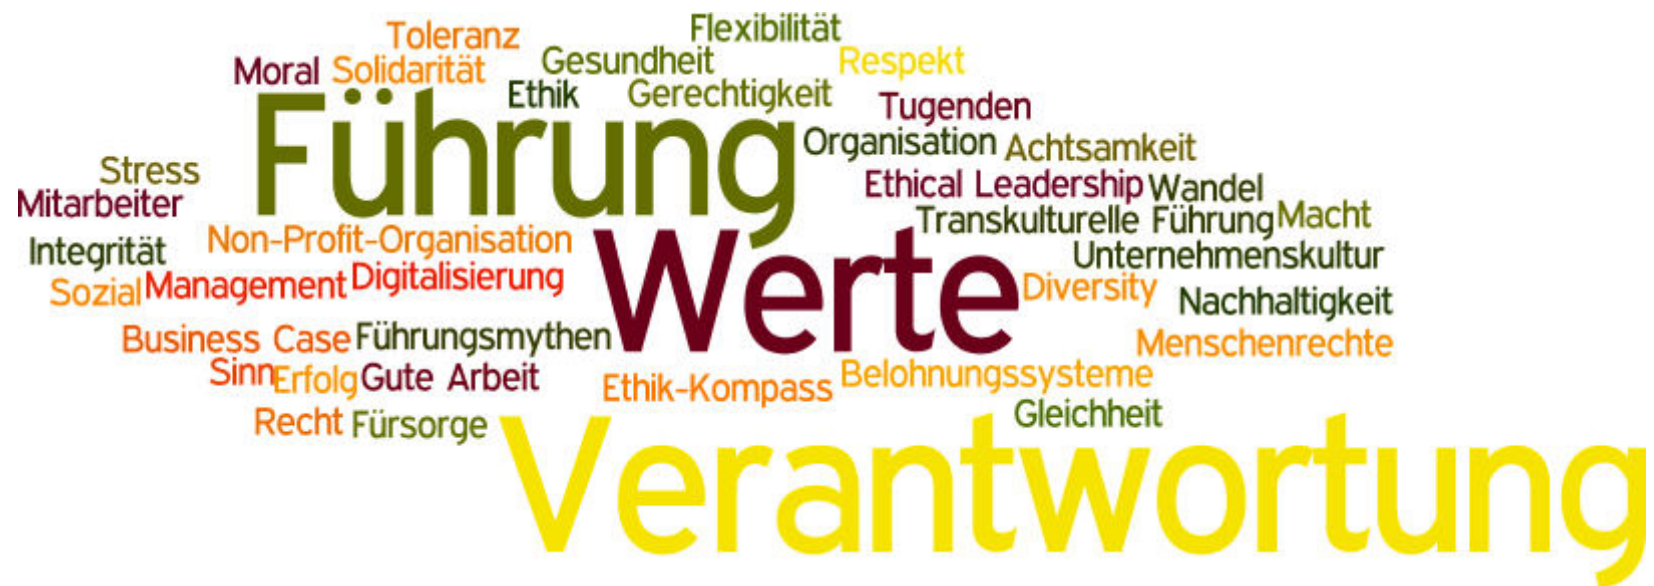 Flexibilität
Toleranz
Gesundheit
Respekt
Moral
Solidarität
Ethik
Gerechtigkeit
Tugenden
Führung
Organisation
Achtsamkeit
Stress
Ethical Leadership
Wandel
Mitarbeiter
Transkulturelle Führung
Macht
Integrität
Non-Profit-Organisation
Werte
Unternehmenskultur
Sozial
Management
Digitalisierung
Diversity
Nachhaltigkeit
Business Case
Führungsmythen
Menschenrechte
Sinn
Erfolg
Gute Arbeit
Ethik-Kompass
Belohnungssysteme
Recht
Fürsorge
Gleichheit
Verantwortung